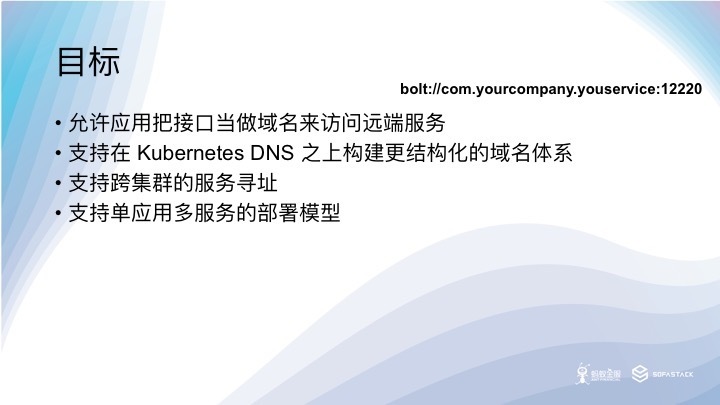 目标
bolt://com.yourcompany.youservice:12220
• 允许应用把接口当做域名来访问远端服务
• 支持在 Kubernetes DNS 之上构建更结构化的域名体系
• 支持跨集群的服务寻址
• 支持单应用多服务的部署模型
蚂蚁金服
SOFASTACK